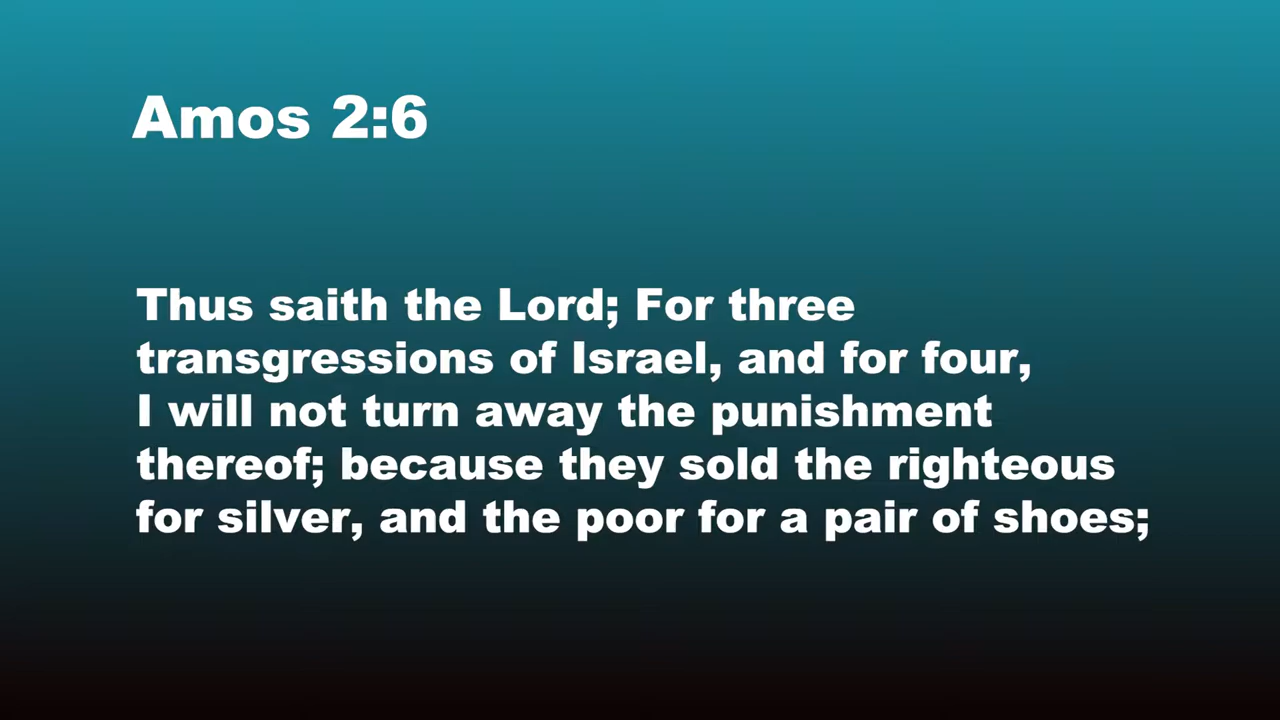 Amos 2:6
Thus saith the Lord; For three
transgressions of Israel, and for four,
I will not turn away the punishment
thereof; because they sold the righteous
for silver, and the poor for a pair of shoes;